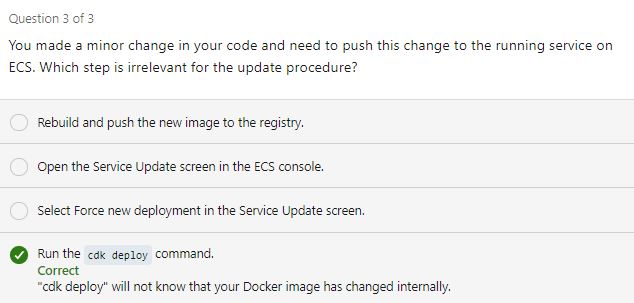 Question 3 of 3
You made a minor change in your code and need to push this change to the running service on
ECS. Which step is irrelevant for the update procedure?
Rebuild and push the new image to the registry.
Open the Service Update screen in the ECS console.
Select Force new deployment in the Service Update screen.
Run the cdk deploy command.
Correct
"cdk deploy" will not know that your Docker image has changed internally.